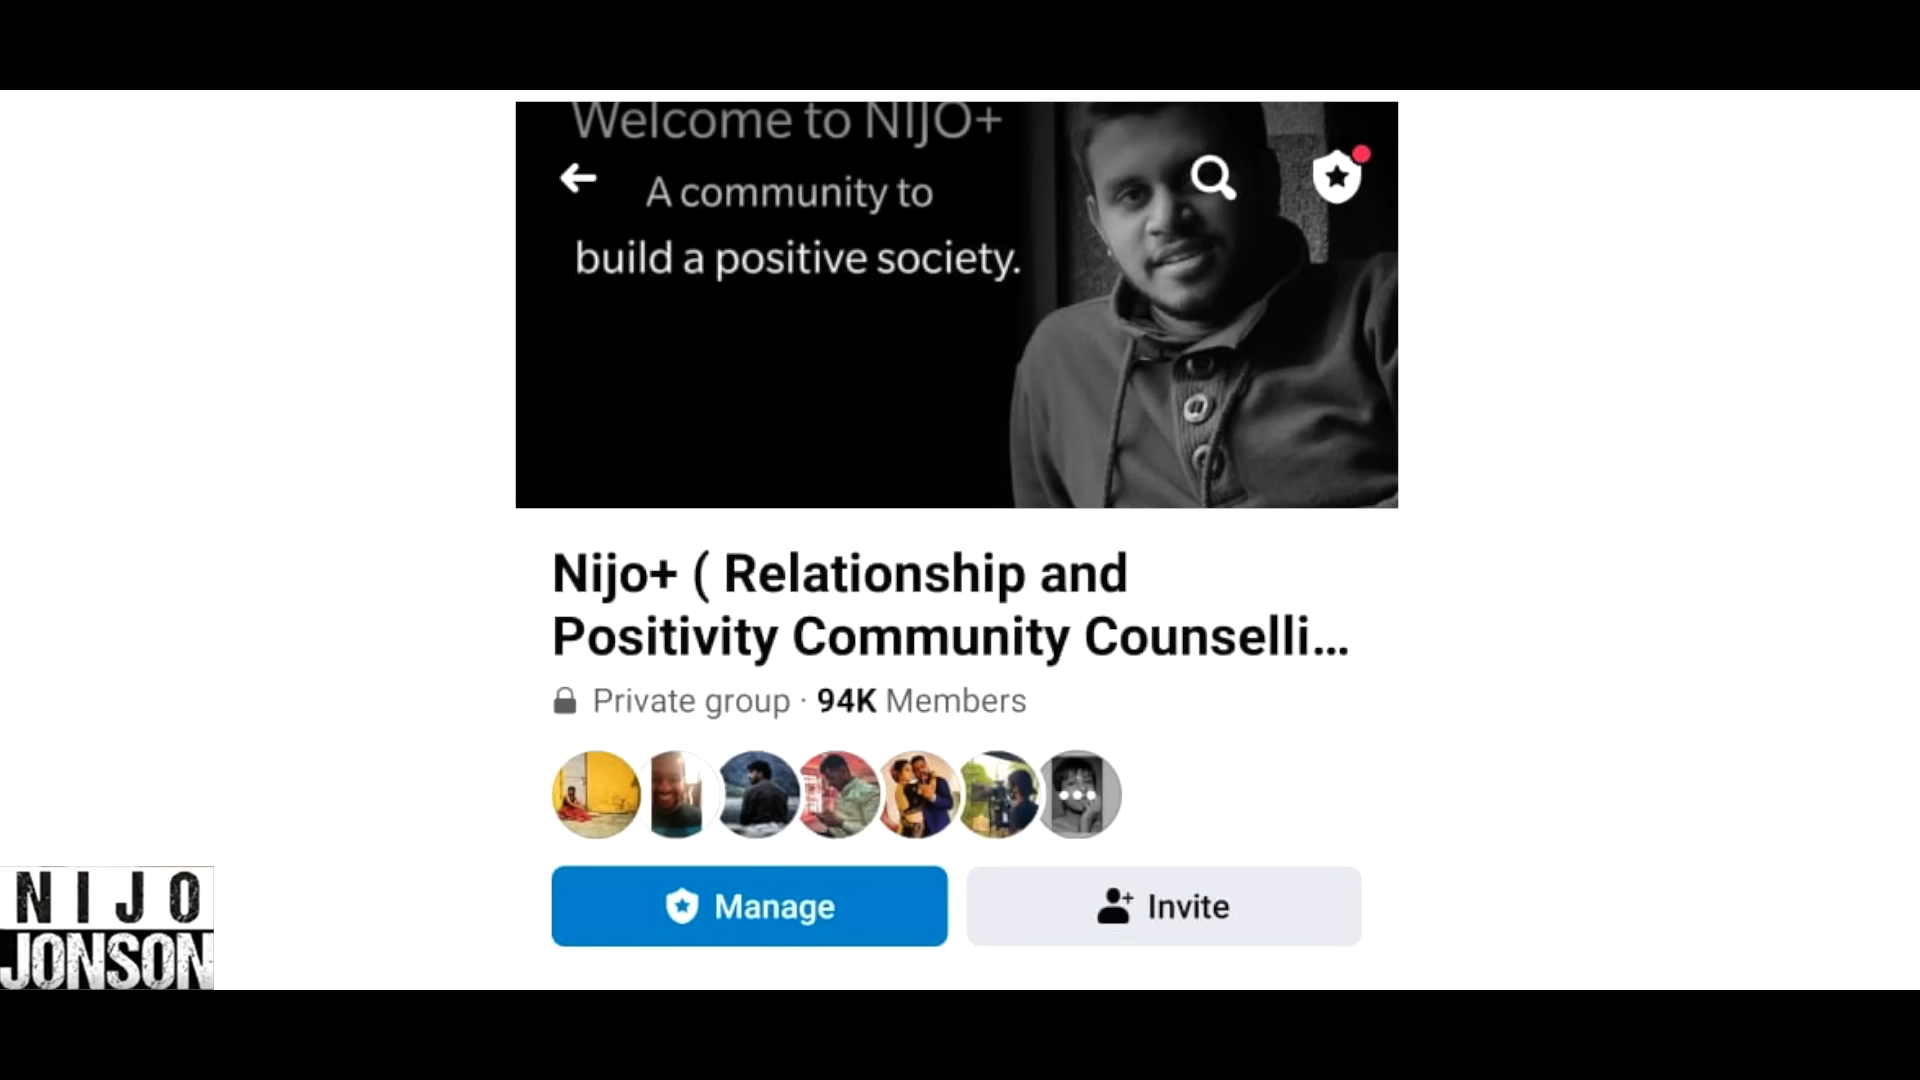 Welcome to NIJO+
A community to
build a positive society.
Nijo+ ( Relationship and
Positivity Community Counselli...
Private group · 94K Members
Manage
Invite
NIJO
JONSON